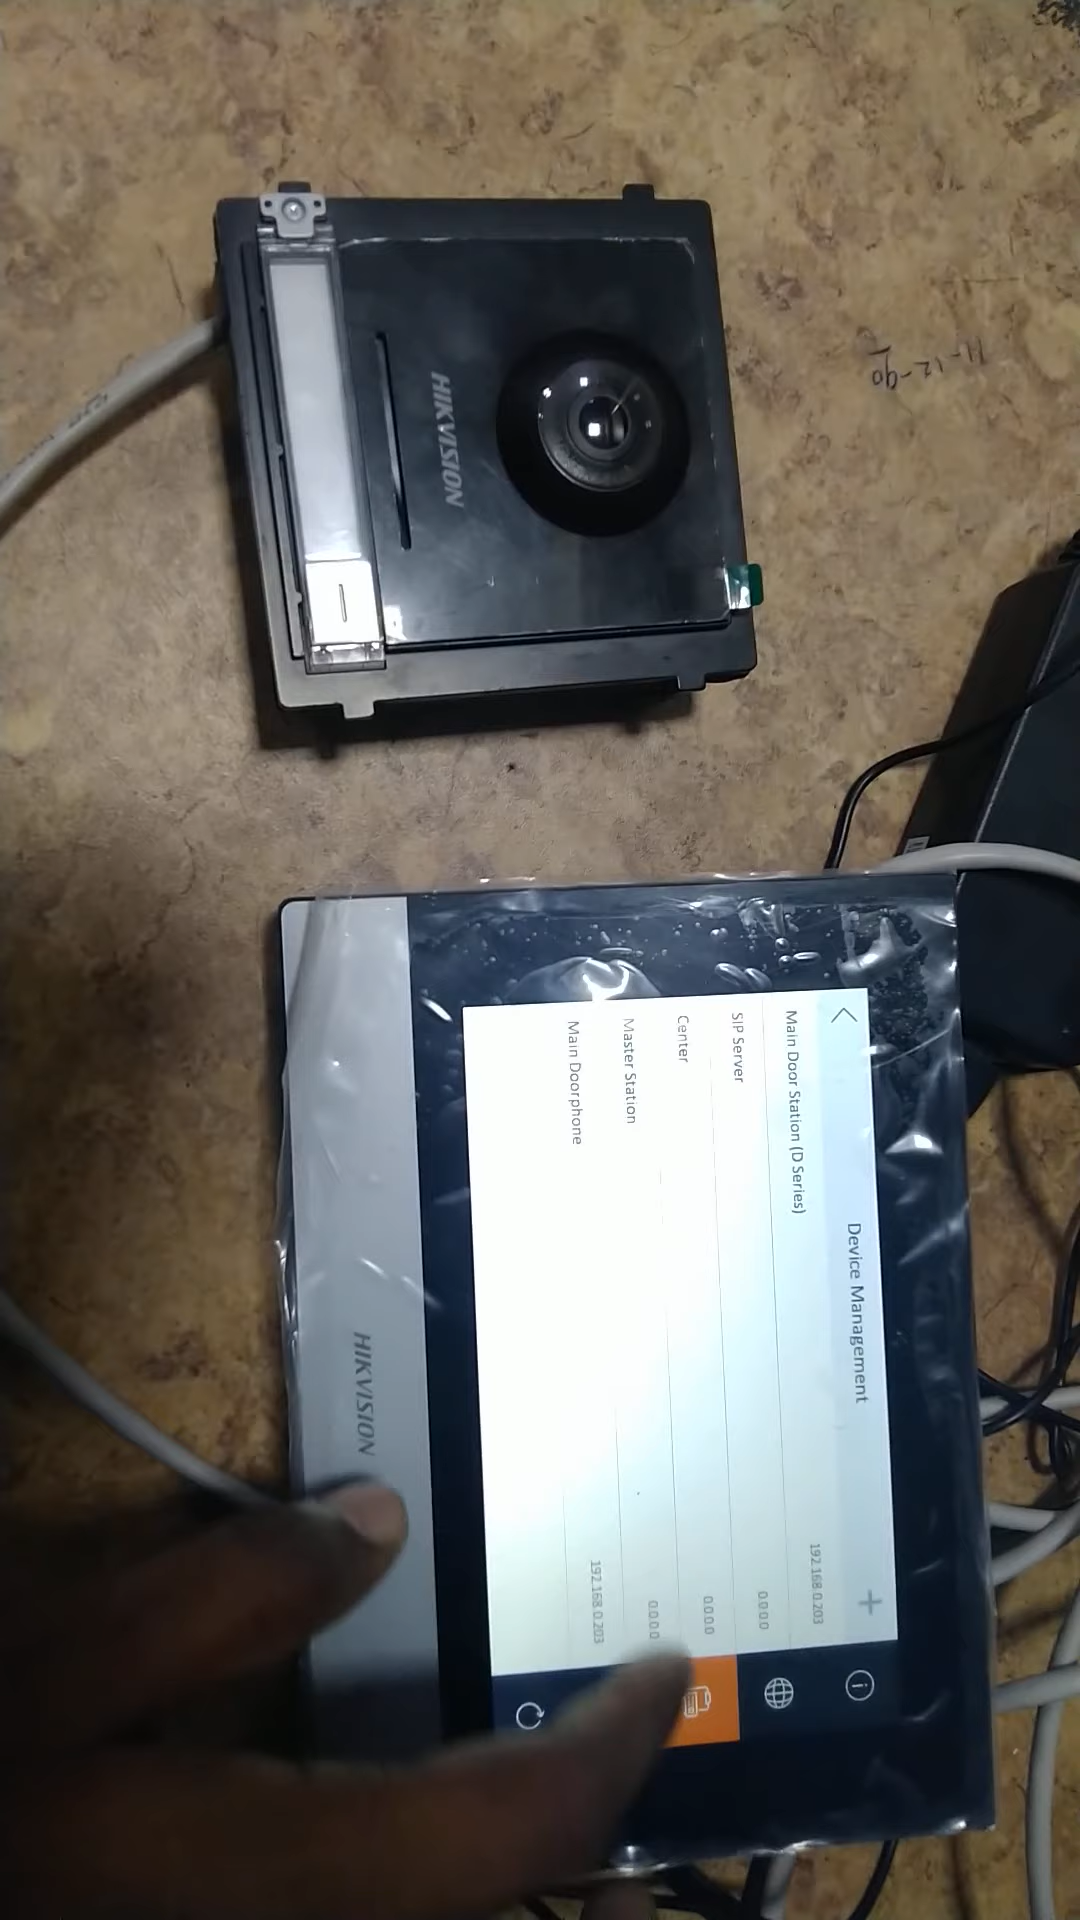 HIKVISION
11-12-90
Device Management
+
Main Door Station (D Series) 192.168.0.203
SIP Server 0.0.0.0
Center 0.0.0.0
Master Station 0.0.0.0
Main Doorphone 192.168.0.203
HIKVISION